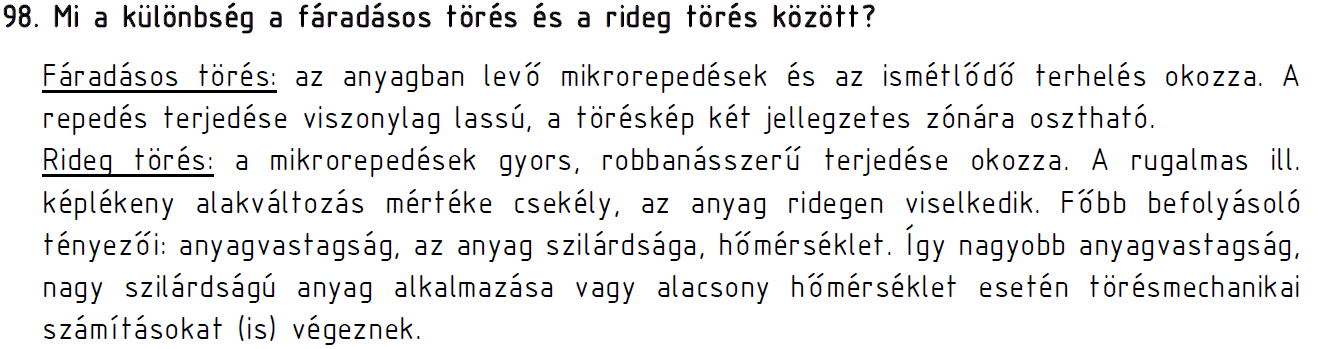 98. Mi a különbség a fáradásos törés és a rideg törés között?
Fáradásos törés: az anyagban levő mikrorepedések és az ismétlődő terhelés okozza. A
repedés terjedése viszonylag lassú, a töréskép két jellegzetes zónára osztható.
Rideg törés: a mikrorepedések gyors, robbanásszerű terjedése okozza. A rugalmas ill.
képlékeny alakváltozás mértéke csekély, az anyag ridegen viselkedik. Főbb befolyásoló
tényezői: anyagvastagság, az anyag szilárdsága, hőmérséklet. Így nagyobb anyagvastagság,
nagy szilárdságú anyag alkalmazása vagy alacsony hőmérséklet esetén törésmechanikai
számításokat (is) végeznek.